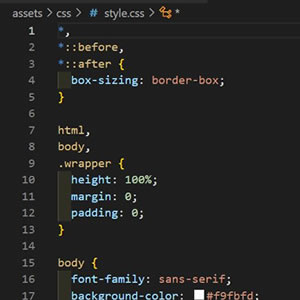 assets > css > # style.css > *
1 *,
2 *::before,
3 *::after {
4 box-sizing: border-box;
5 }
6
7 html,
8 body,
9 .wrapper {
10 height: 100%;
11 margin: 0;
12 padding: 0;
13 }
14
15 body {
16 font-family: sans-serif;
17 background-color: #f9fbfd;